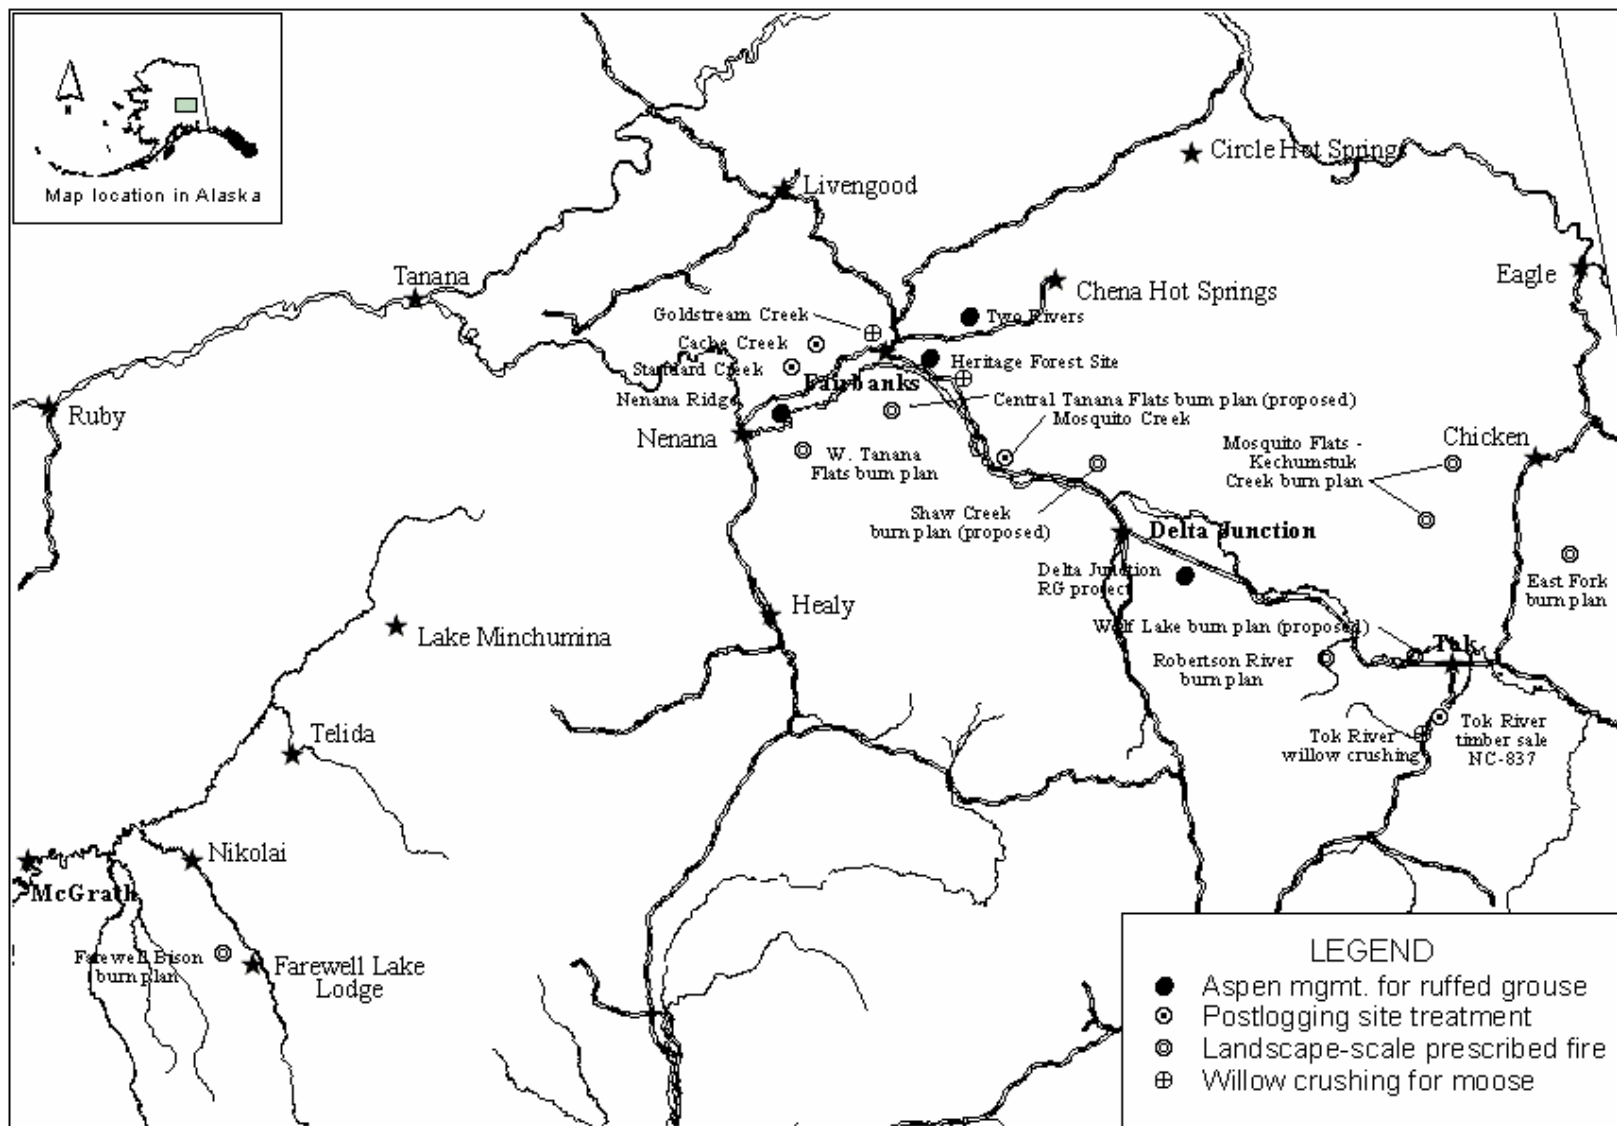 N
Map location in Alaska
Livengood
Circle Hot Spring
Tanana
Eagle
Chena Hot Springs
Goldstream Creek
Two Rivers
Cache Creek
Standard Creek
Heritage Forest Site
Fairbanks
Nenana Ridge
Central Tanana Flats burn plan (proposed)
Mosquito Creek
Ruby
Nenana
W. Tanana
Flats burn plan
Mosquito Flats -
Kechumstuk
Creek burn plan
Chicken
Shaw Creek
burn plan (proposed)
Delta Junction
Delta Junction
RG project
East Fork
burn plan
Healy
Lake Minchumina
Wolf Lake burn plan (proposed)
Tok
Robertson River
burn plan
Telida
Tok River
willow crushing
Tok River
timber sale
NC-837
Nikolai
McGrath
Farewell Bison
burn plan
Farewell Lake
Lodge
LEGEND
Aspen mgmt. for ruffed grouse
Postlogging site treatment
Landscape-scale prescribed fire
Willow crushing for moose